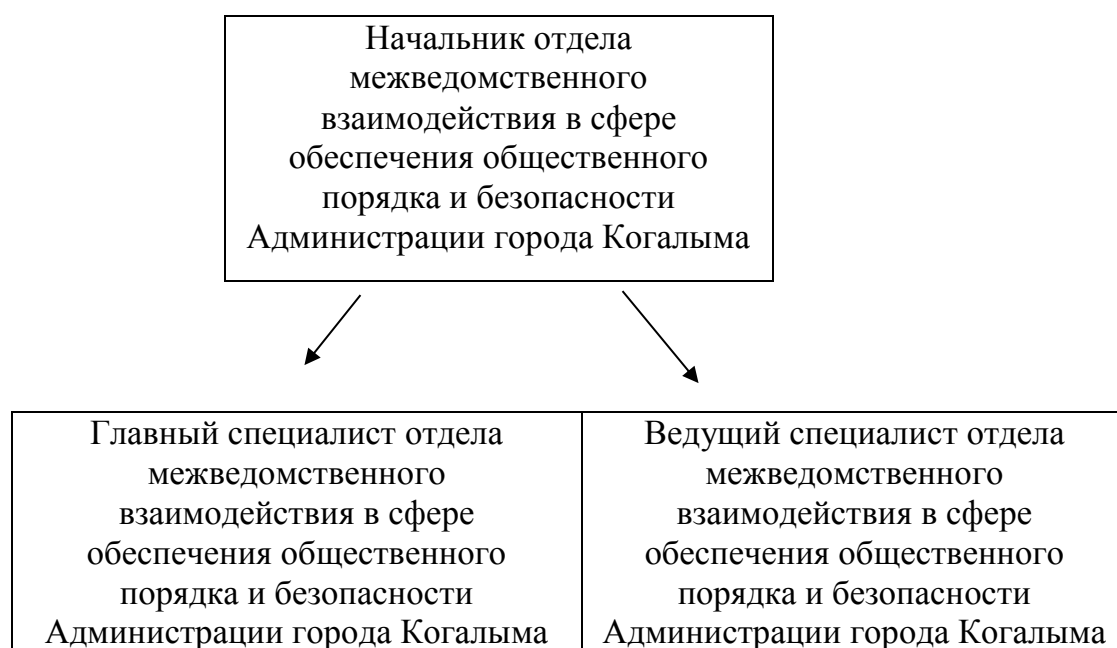 Начальник отдела
межведомственного
взаимодействия в сфере
обеспечения общественного
порядка и безопасности
Администрации города Когалыма
Главный специалист отдела
межведомственного
взаимодействия в сфере
обеспечения общественного
порядка и безопасности
Администрации города Когалыма
Ведущий специалист отдела
межведомственного
взаимодействия в сфере
обеспечения общественного
порядка и безопасности
Администрации города Когалыма